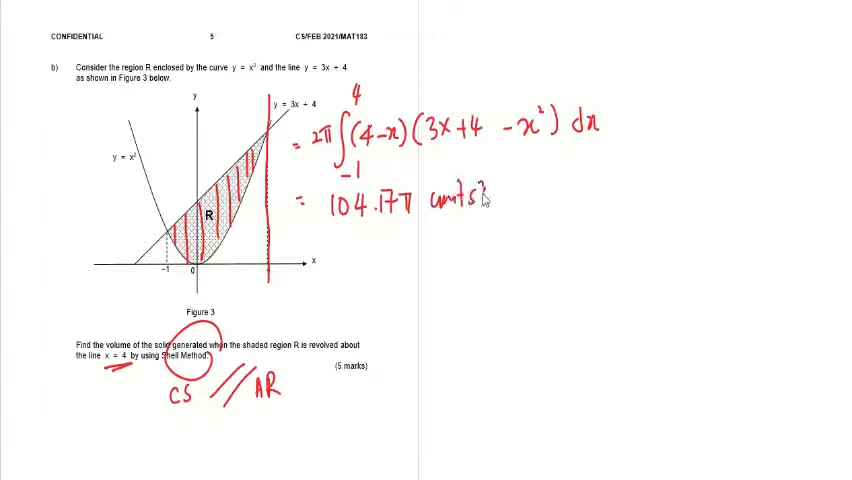 CONFIDENTIAL 5 CS/FEB 2021/MAT183
b) Consider the region R enclosed by the curve y = x² and the line y = 3x + 4
as shown in Figure 3 below.
y
y = 3x + 4
y = x²
R
x
−1 0 4
Figure 3
Find the volume of the solid generated when the shaded region R is revolved about
the line x = 4 by using Shell Method.
(5 marks)
CS // AR
= 2π ∫₋₁⁴ (4−x)(3x+4 −x²) dx
= 104.17π units³